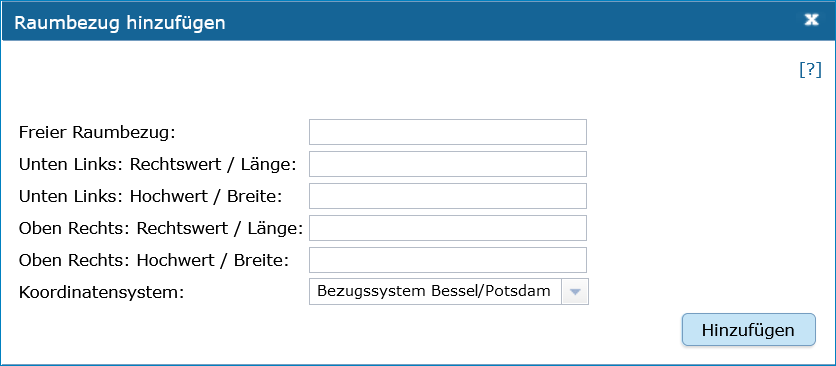 Raumbezug hinzufügen
[?]
Freier Raumbezug:
Unten Links: Rechtswert / Länge:
Unten Links: Hochwert / Breite:
Oben Rechts: Rechtswert / Länge:
Oben Rechts: Hochwert / Breite:
Koordinatensystem: Bezugssystem Bessel/Potsdam
Hinzufügen